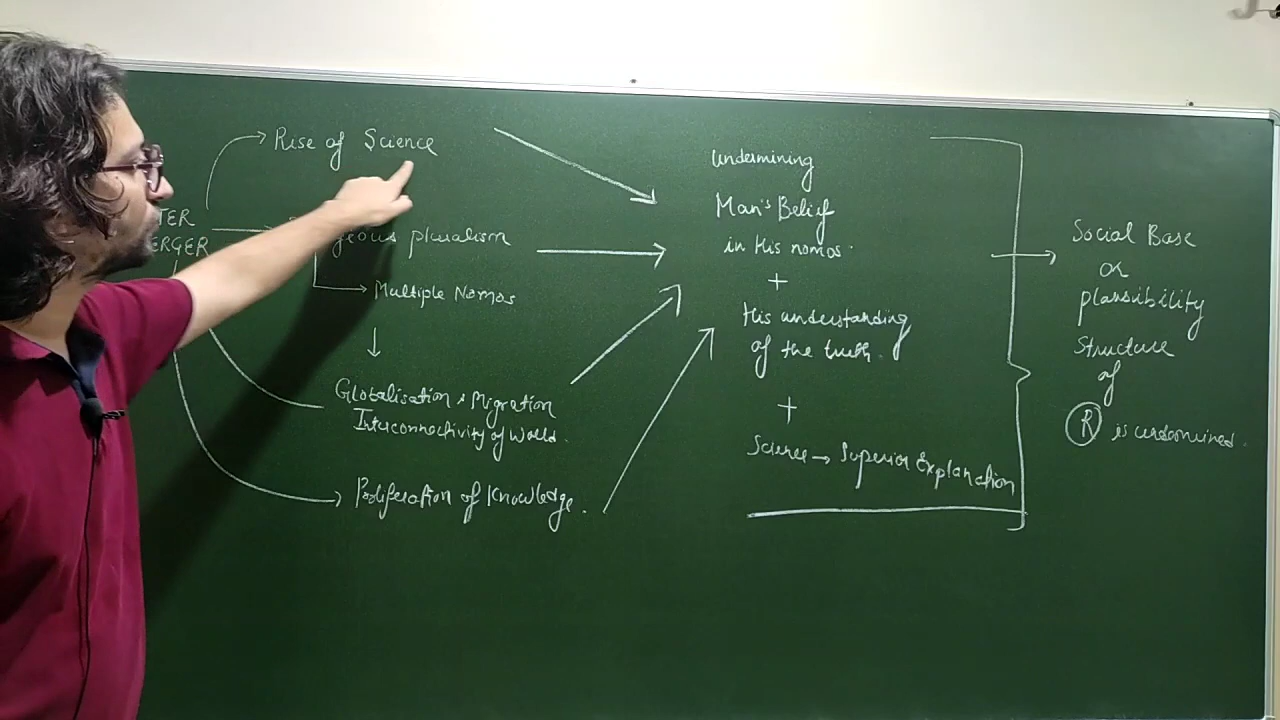 Rise of Science
TER
ERGER
geous pluralism
Multiple Nomos
Globalisation & Migration
Interconnectivity of World.
Proliferation of Knowledge.
undermining
Man's Belief
in His nomos.
+
His understanding
of the truth.
+
Science → Superior Explanation
Social Base
or
plausibility
Structure
of
R is undermined.